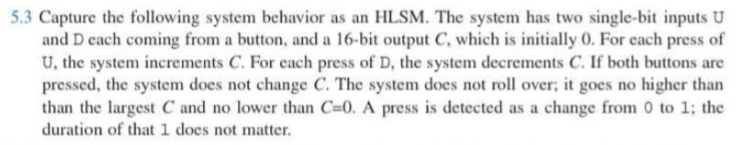 5.3 Capture the following system behavior as an HLSM. The system has two single-bit inputs U
and D each coming from a button, and a 16-bit output C, which is initially 0. For each press of
U, the system increments C. For each press of D, the system decrements C. If both buttons are
pressed, the system does not change C. The system does not roll over; it goes no higher than
than the largest C and no lower than C=0. A press is detected as a change from 0 to 1; the
duration of that 1 does not matter.